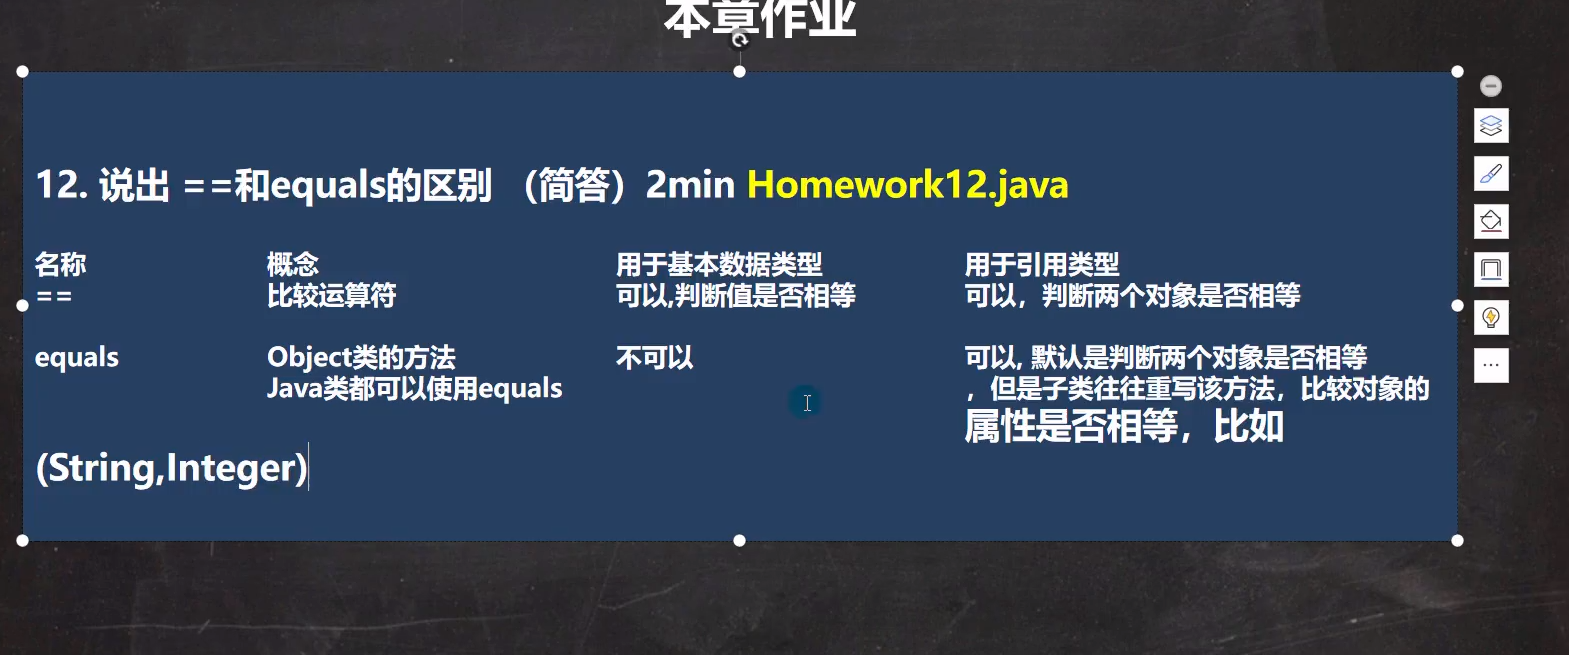 本章作业
12. 说出 ==和equals的区别 （简答）2min Homework12.java
名称 概念 用于基本数据类型 用于引用类型
== 比较运算符 可以,判断值是否相等 可以，判断两个对象是否相等
equals Object类的方法 不可以 可以, 默认是判断两个对象是否相等
Java类都可以使用equals ，但是子类往往重写该方法，比较对象的
属性是否相等，比如
(String,Integer)